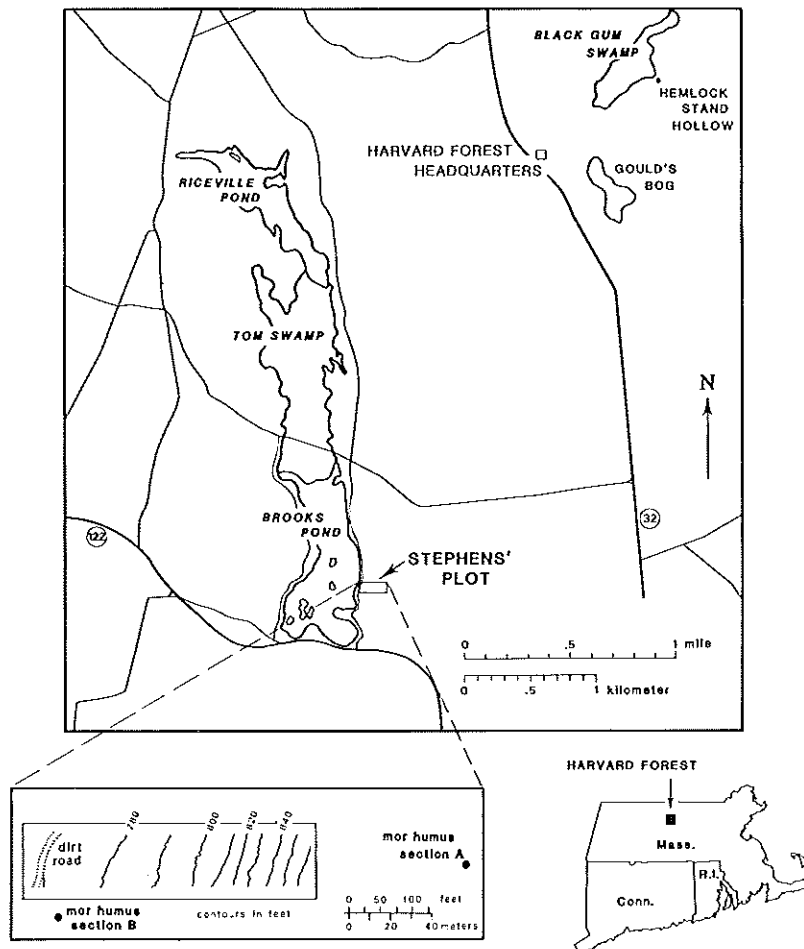 BLACK GUM
SWAMP
HEMLOCK
STAND
HOLLOW
HARVARD FOREST
HEADQUARTERS
GOULD'S
BOG
RICEVILLE
POND
TOM SWAMP
N
BROOKS
POND
122
32
STEPHENS'
PLOT
0 .5 1 mile
0 .5 1 kilometer
HARVARD FOREST
Mass.
R.I.
Conn.
780
800
820
840
dirt
road
mor humus
section A
mor humus
section B
contours in feet
0 50 100 feet
0 20 40 meters